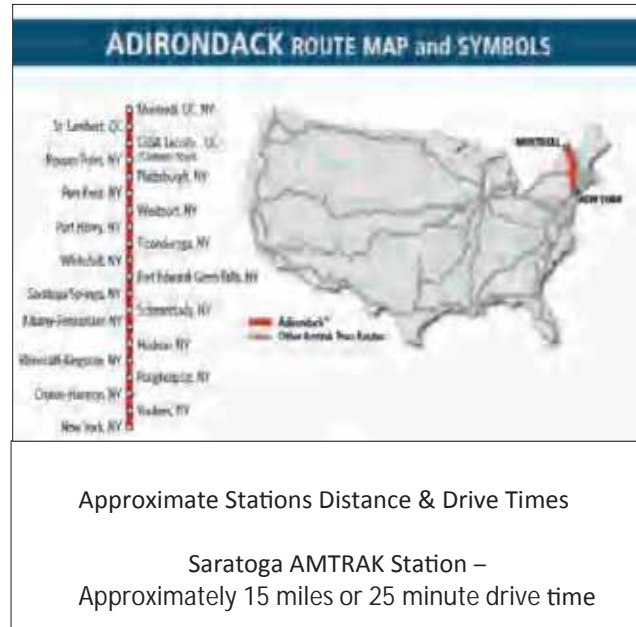 ADIRONDACK ROUTE MAP and SYMBOLS
Montreal, QC, NY
St. Lambert, QC
Rouses Point, NY
Plattsburgh, NY
Port Kent, NY
Westport, NY
Port Henry, NY
Ticonderoga, NY
Whitehall, NY
Fort Edward-Glens Falls, NY
Saratoga Springs, NY
Schenectady, NY
Albany-Rensselaer, NY
Hudson, NY
Rhinecliff-Kingston, NY
Poughkeepsie, NY
Croton-Harmon, NY
Yonkers, NY
New York, NY
MONTREAL
NEW YORK
Adirondack
Other Amtrak Train Routes
Approximate Stations Distance & Drive Times
Saratoga AMTRAK Station –
Approximately 15 miles or 25 minute drive time